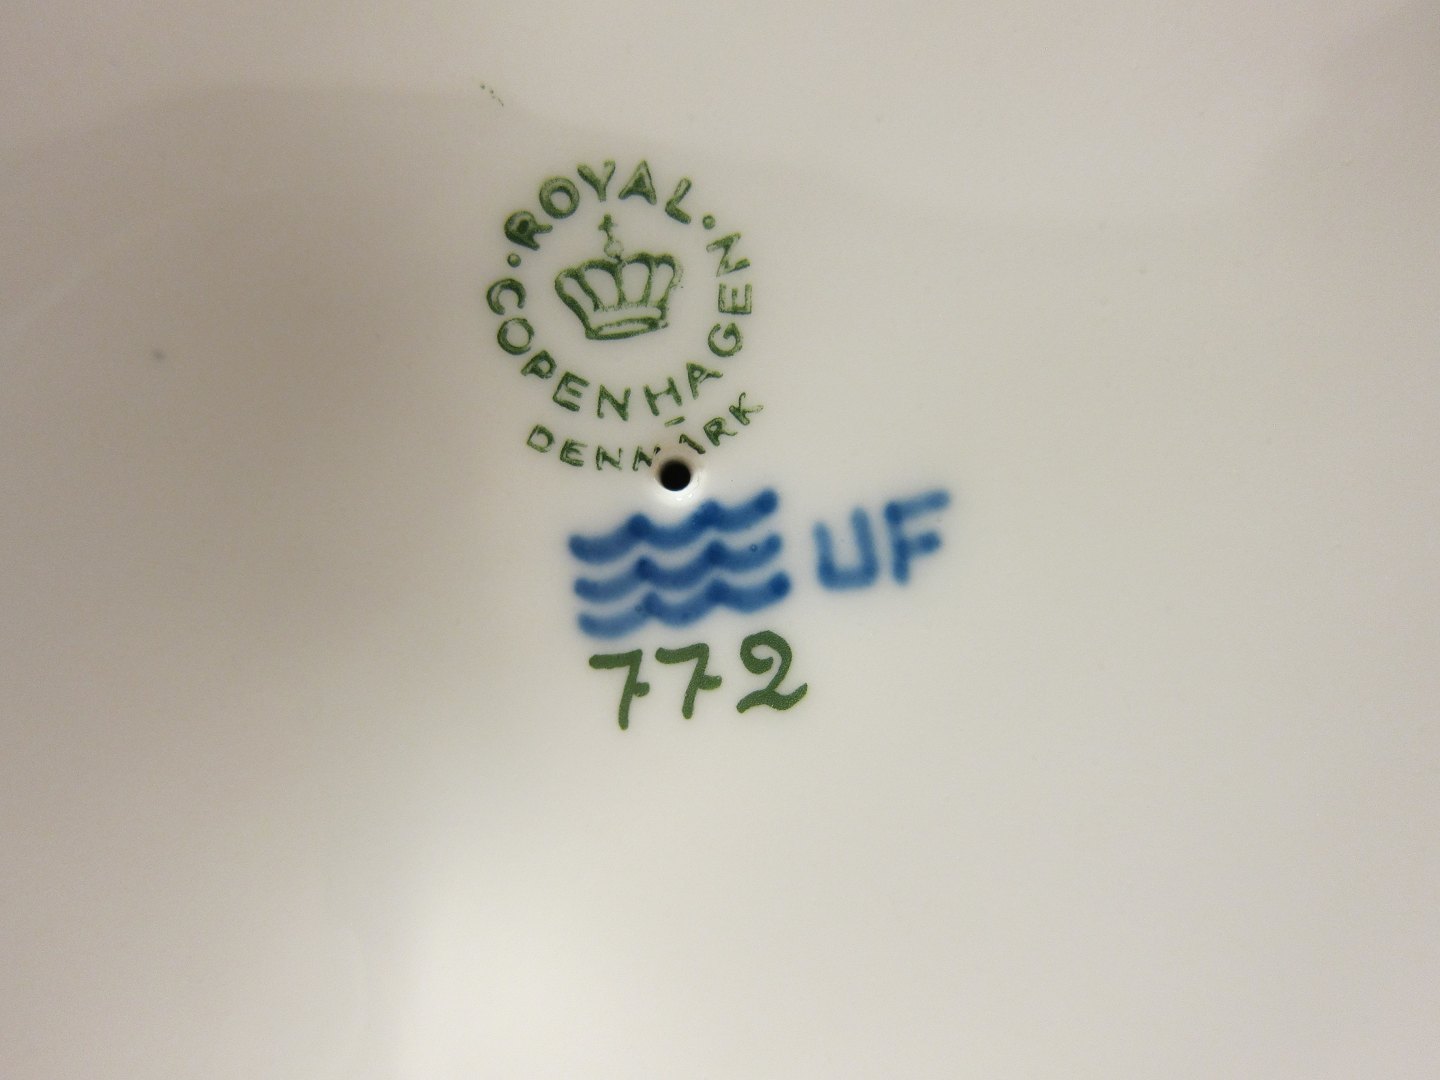 ROYAL
COPENHAGEN
DENMARK
UF
772